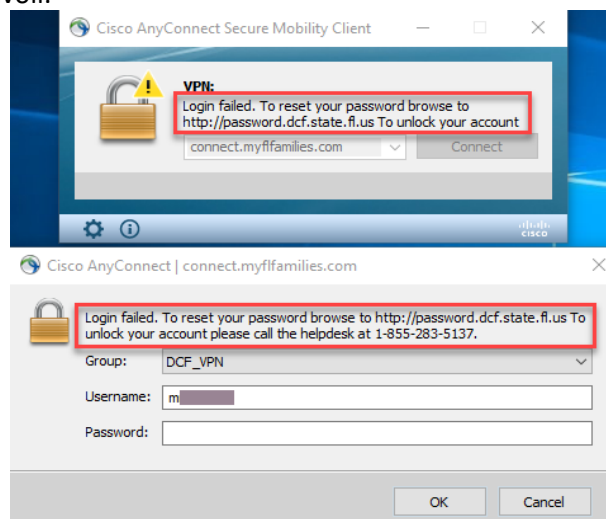 Cisco AnyConnect Secure Mobility Client
VPN:
Login failed. To reset your password browse to
http://password.dcf.state.fl.us To unlock your account
connect.myflfamilies.com
Connect
cisco
Cisco AnyConnect | connect.myflfamilies.com
Login failed. To reset your password browse to http://password.dcf.state.fl.us To
unlock your account please call the helpdesk at 1-855-283-5137.
Group: DCF_VPN
Username: m
Password:
OK Cancel